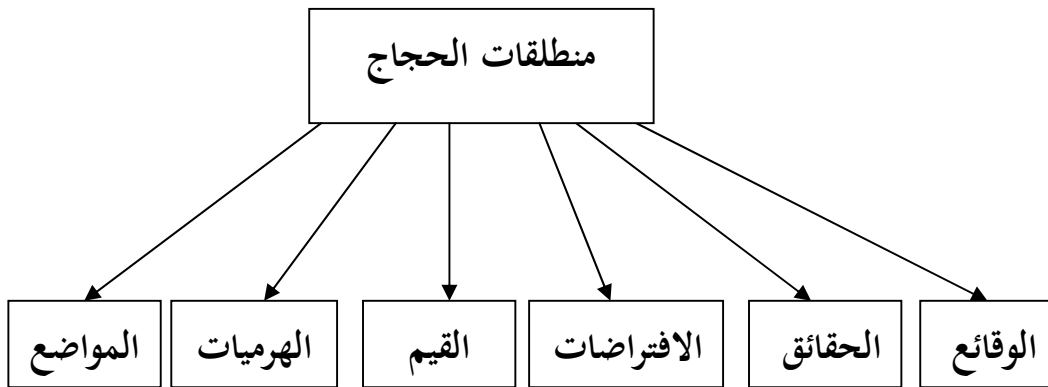 منطلقات الحجاج
الوقائع
الحقائق
الافتراضات
القيم
الهرميات
المواضع